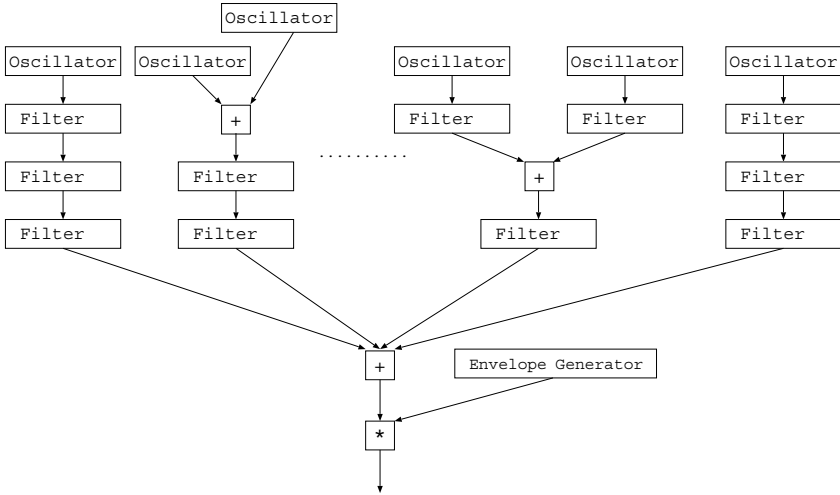 Oscillator
Oscillator Oscillator Oscillator Oscillator Oscillator
Filter + Filter Filter Filter
..........
Filter Filter + Filter
Filter Filter Filter Filter
+ Envelope Generator
*